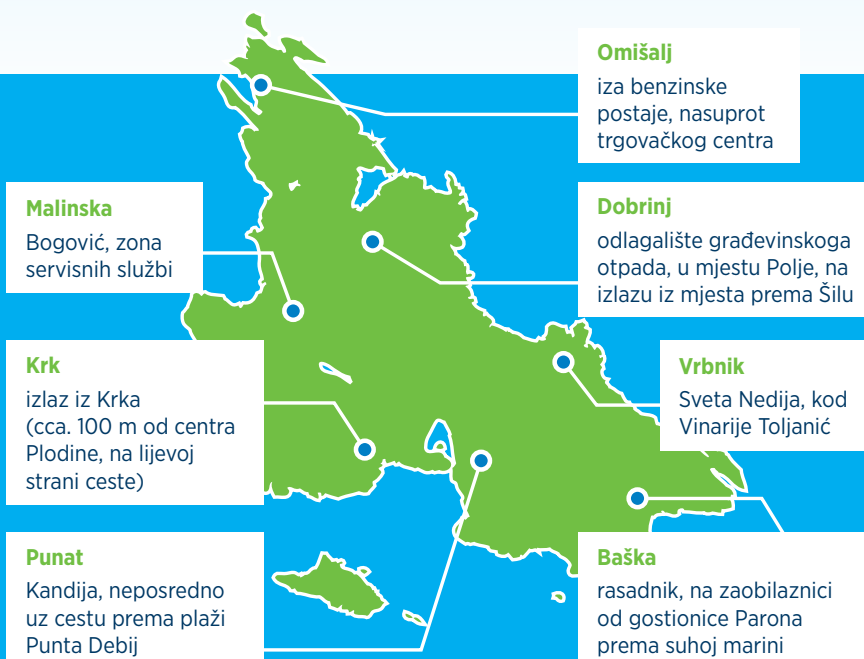 Omišalj
iza benzinske
postaje, nasuprot
trgovačkog centra
Malinska
Bogović, zona
servisnih službi
Dobrinj
odlagalište građevinskoga
otpada, u mjestu Polje, na
izlazu iz mjesta prema Šilu
Krk
izlaz iz Krka
(cca. 100 m od centra
Plodine, na lijevoj
strani ceste)
Vrbnik
Sveta Nedija, kod
Vinarije Toljanić
Punat
Kandija, neposredno
uz cestu prema plaži
Punta Debij
Baška
rasadnik, na zaobilaznici
od gostionice Parona
prema suhoj marini